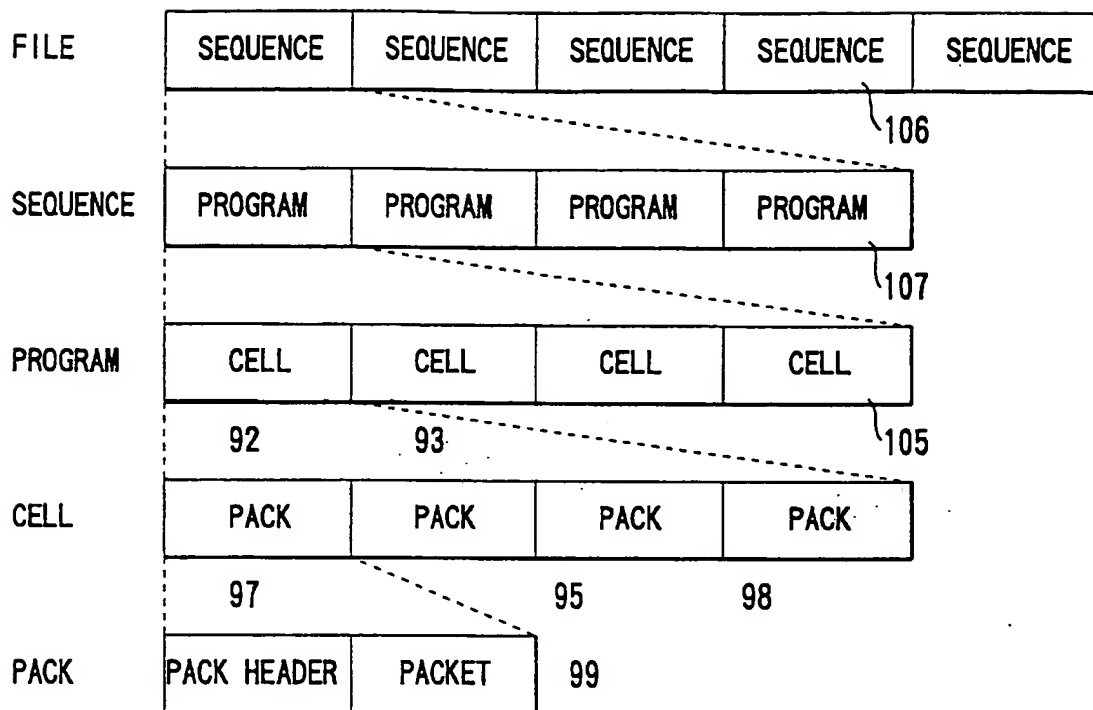 FILE SEQUENCE SEQUENCE SEQUENCE SEQUENCE SEQUENCE
106
SEQUENCE PROGRAM PROGRAM PROGRAM PROGRAM
107
PROGRAM CELL CELL CELL CELL
92 93 105
CELL PACK PACK PACK PACK
97 95 98
PACK PACK HEADER PACKET 99